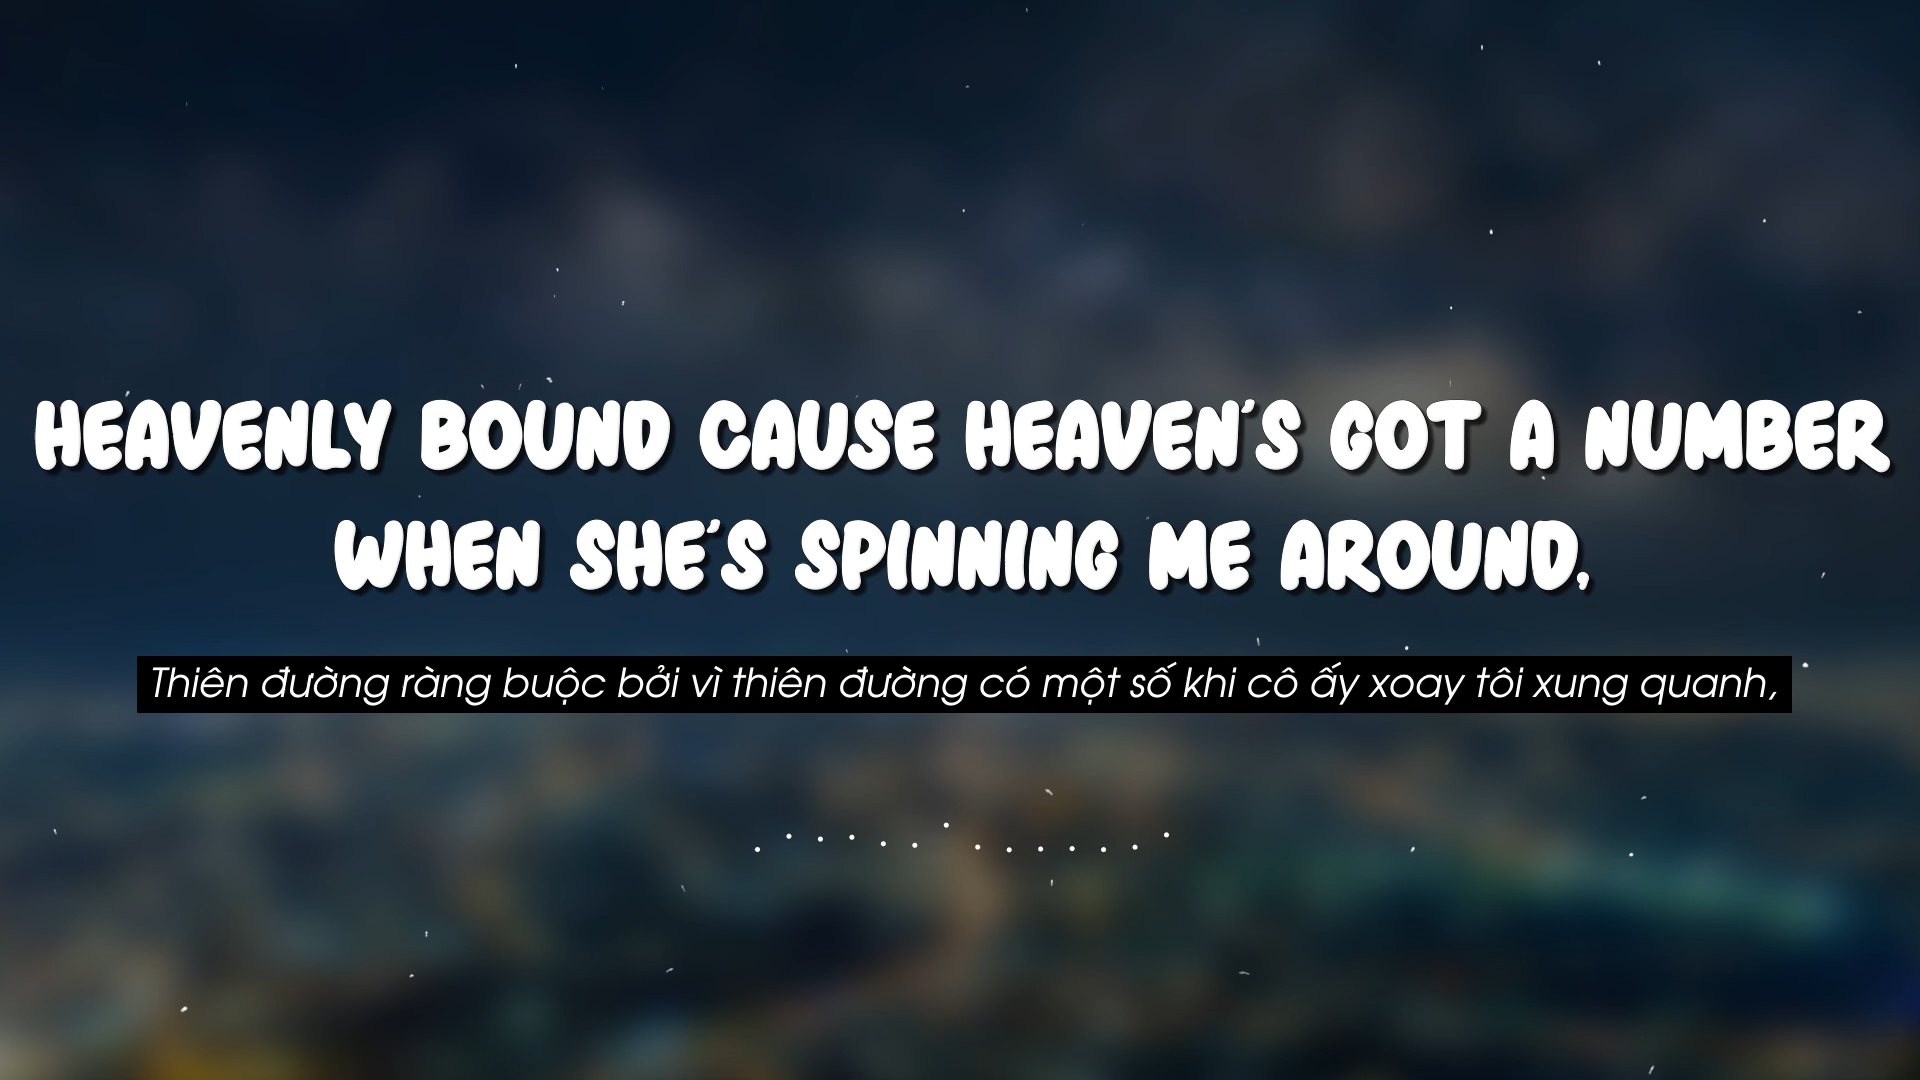 HEAVENLY BOUND CAUSE HEAVEN'S GOT A NUMBER
WHEN SHE'S SPINNING ME AROUND,
Thiên đường ràng buộc bởi vì thiên đường có một số khi cô ấy xoay tôi xung quanh,